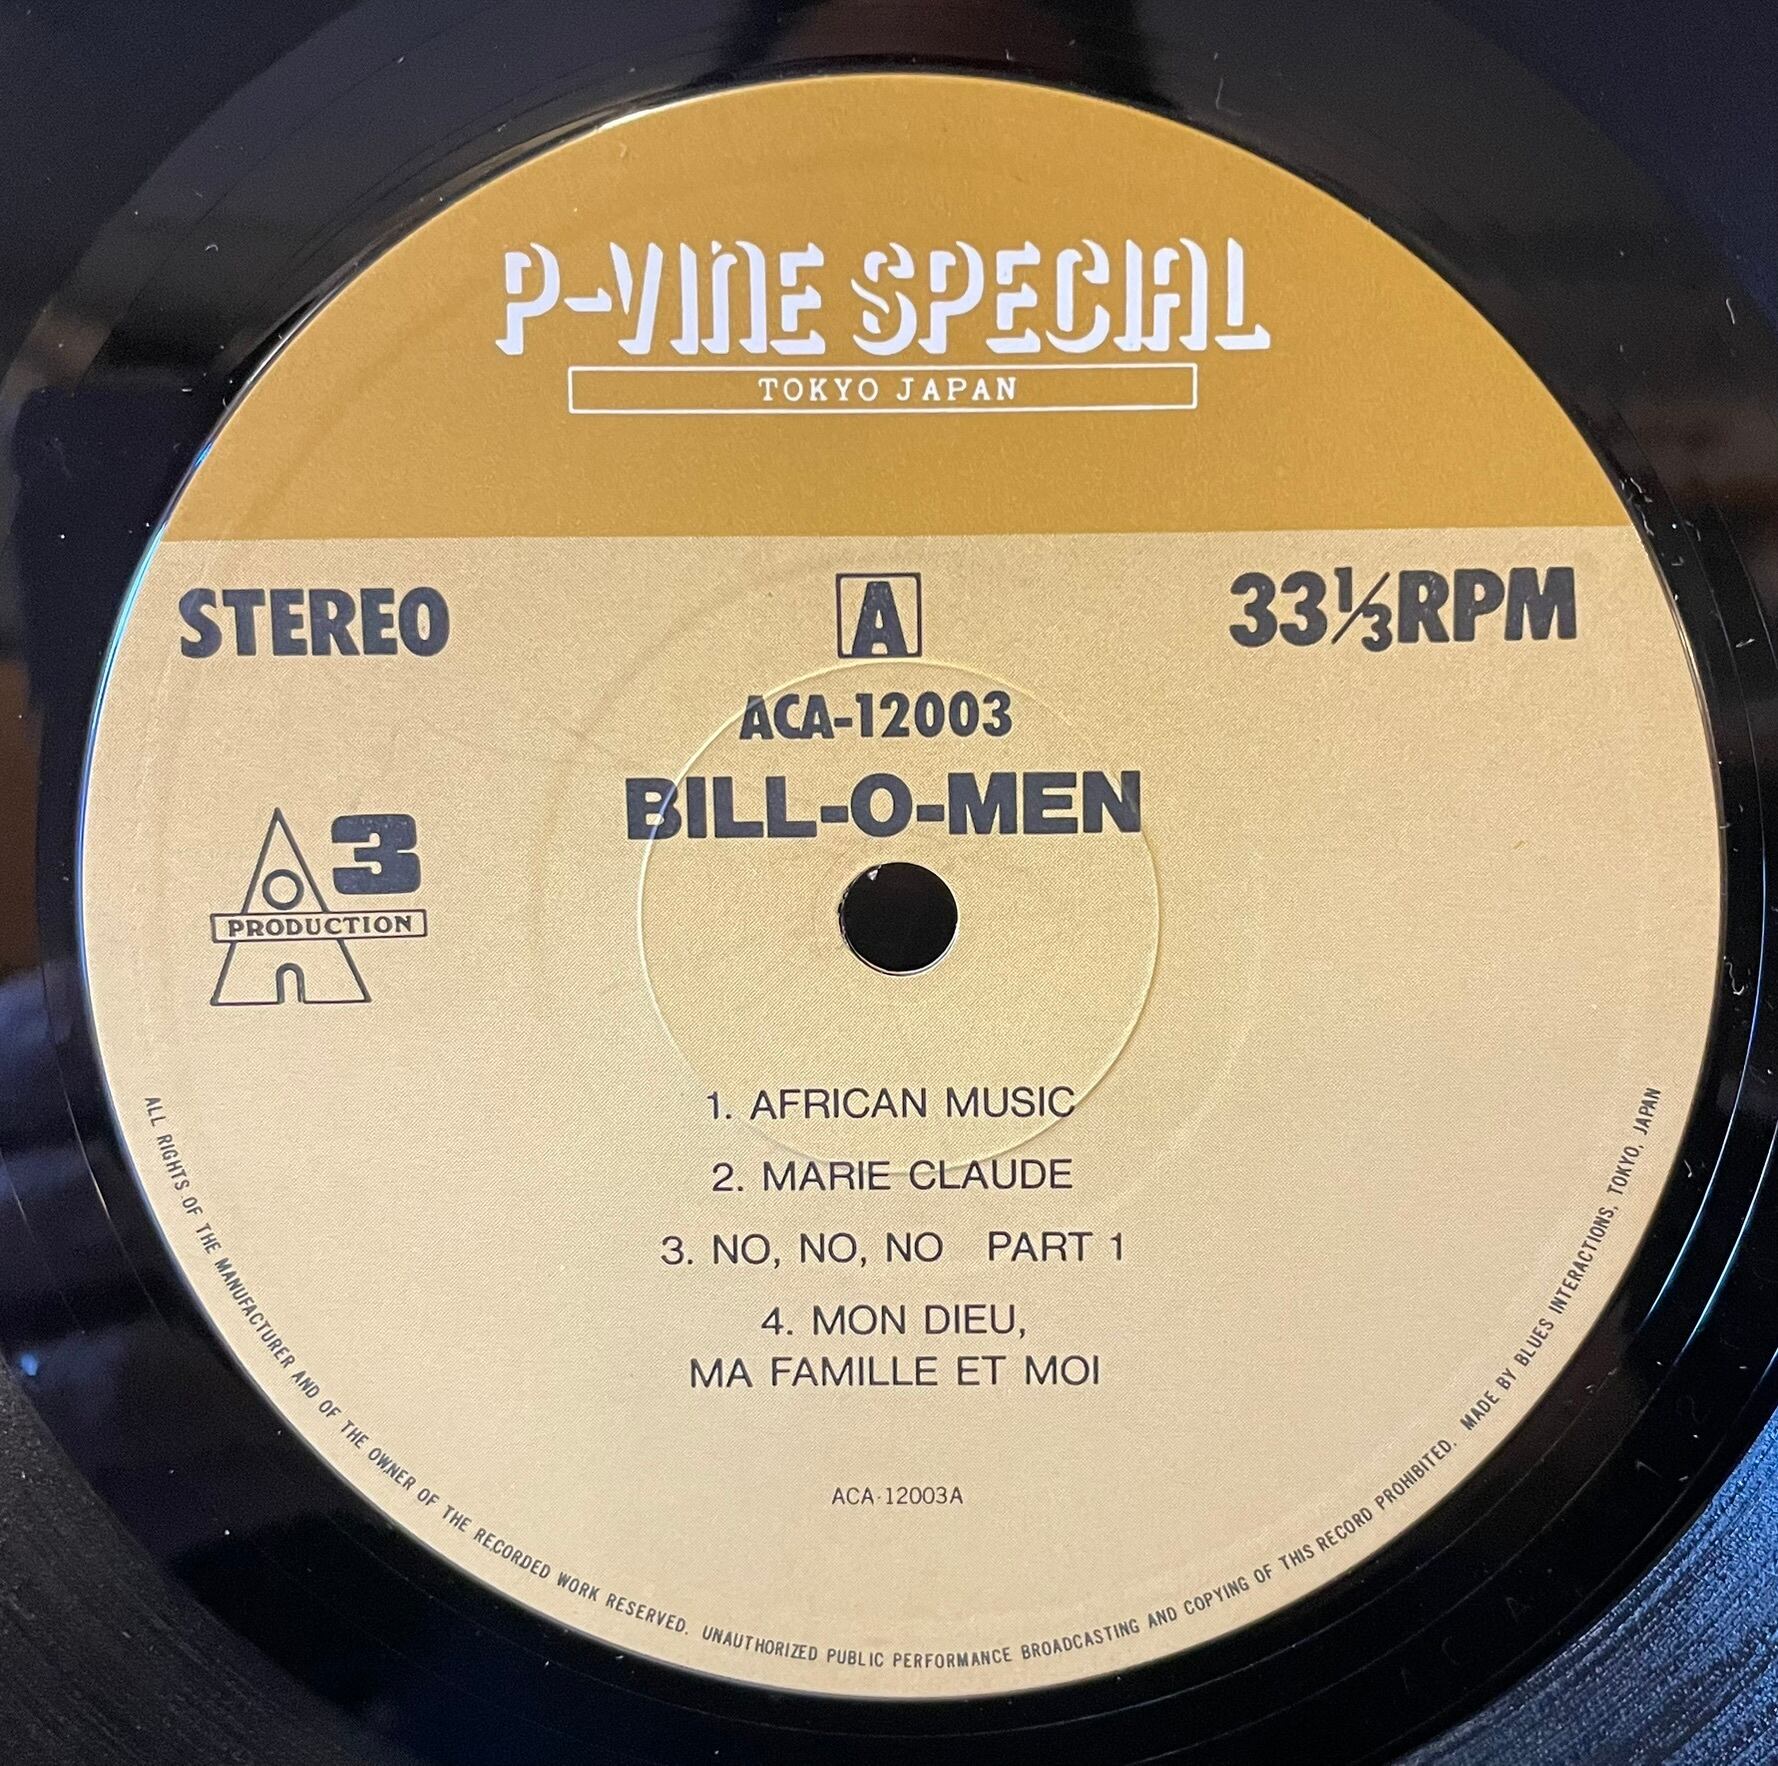 P-VINE SPECIAL
TOKYO JAPAN
STEREO
A
33⅓RPM
ACA-12003
BILL-O-MEN
3
PRODUCTION
1. AFRICAN MUSIC
2. MARIE CLAUDE
3. NO, NO, NO PART 1
4. MON DIEU,
MA FAMILLE ET MOI
ACA·12003A
ALL RIGHTS OF THE MANUFACTURER AND OF THE OWNER OF THE RECORDED WORK RESERVED. UNAUTHORIZED PUBLIC PERFORMANCE BROADCASTING AND COPYING OF THIS RECORD PROHIBITED. MADE BY BLUES INTERACTIONS, TOKYO, JAPAN